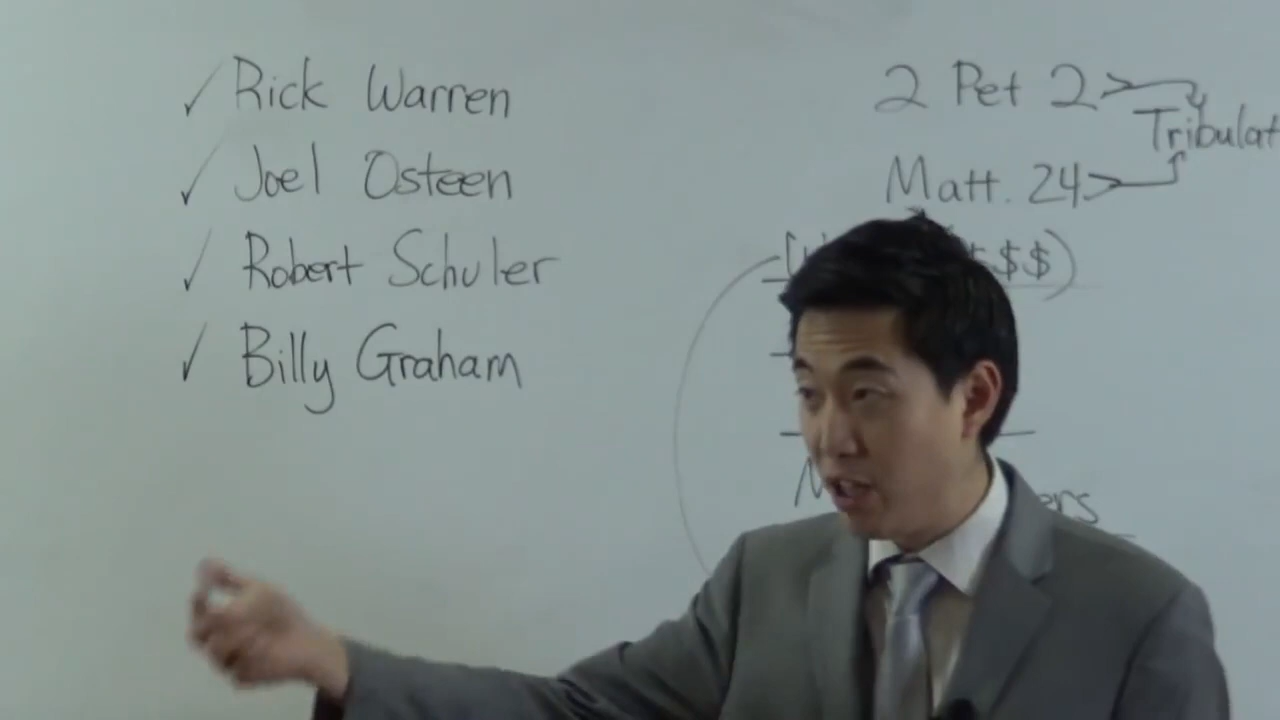 Rick Warren
Joel Osteen
Robert Schuler
Billy Graham
2 Pet 2
Tribulat
Matt. 24
$$)